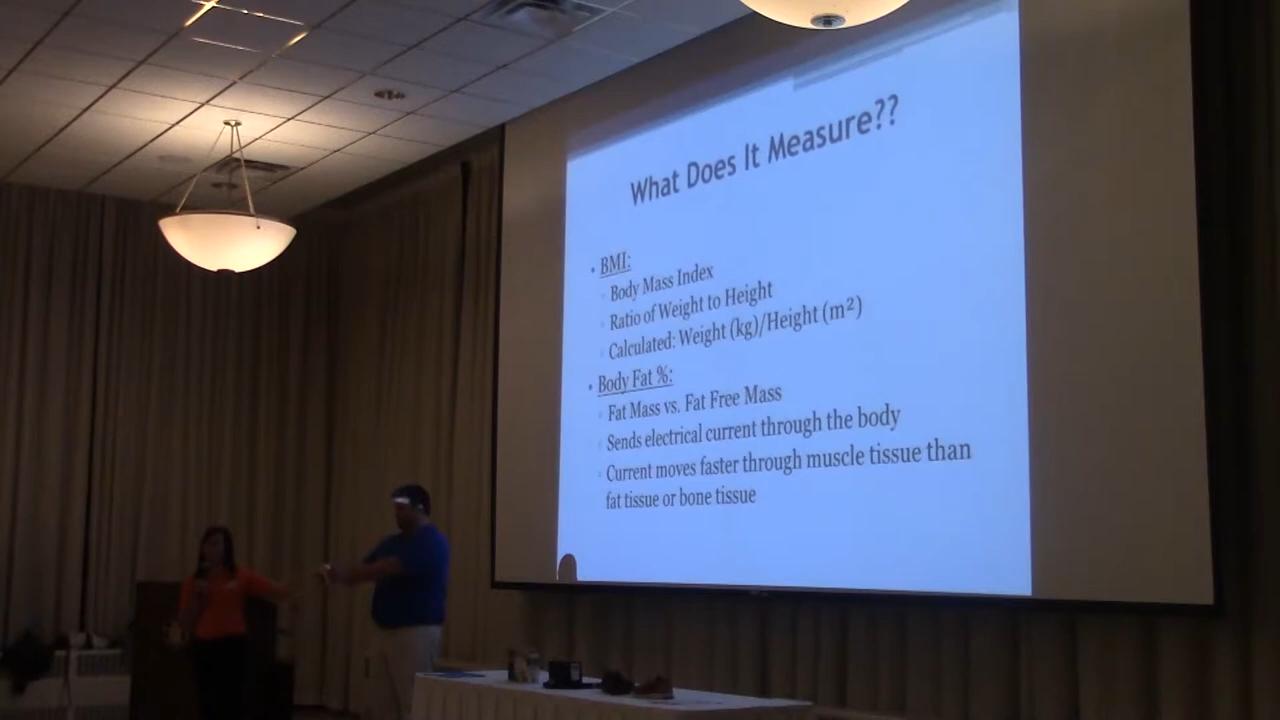 What Does It Measure??
• BMI:
◦ Body Mass Index
◦ Ratio of Weight to Height
◦ Calculated: Weight (kg)/Height (m²)
• Body Fat %:
◦ Fat Mass vs. Fat Free Mass
◦ Sends electrical current through the body
◦ Current moves faster through muscle tissue than
fat tissue or bone tissue